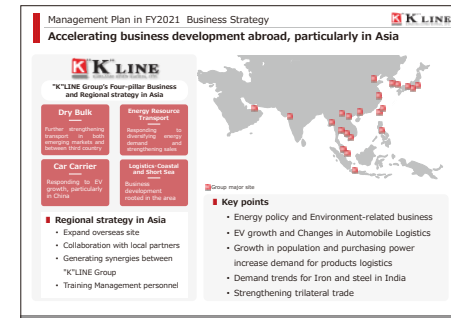 Management Plan in FY2021 Business Strategy
K LINE
Accelerating business development abroad, particularly in Asia
"K" LINE
"K"LINE Group's Four-pillar Business
and Regional strategy in Asia
Dry Bulk
Further strengthening
transport in both
emerging markets and
between third country
Energy Resource
Transport
Responding to
diversifying energy
demand and
strengthening sales
Car Carrier
Responding to EV
growth, particularly
in China
Logistics-Coastal
and Short Sea
Business
development
rooted in the area
Regional strategy in Asia
• Expand overseas site
• Collaboration with local partners
• Generating synergies between
"K"LINE Group
• Training Management personnel
Group major site
Key points
• Energy policy and Environment-related business
• EV growth and Changes in Automobile Logistics
• Growth in population and purchasing power
increase demand for products logistics
• Demand trends for Iron and steel in India
• Strengthening trilateral trade